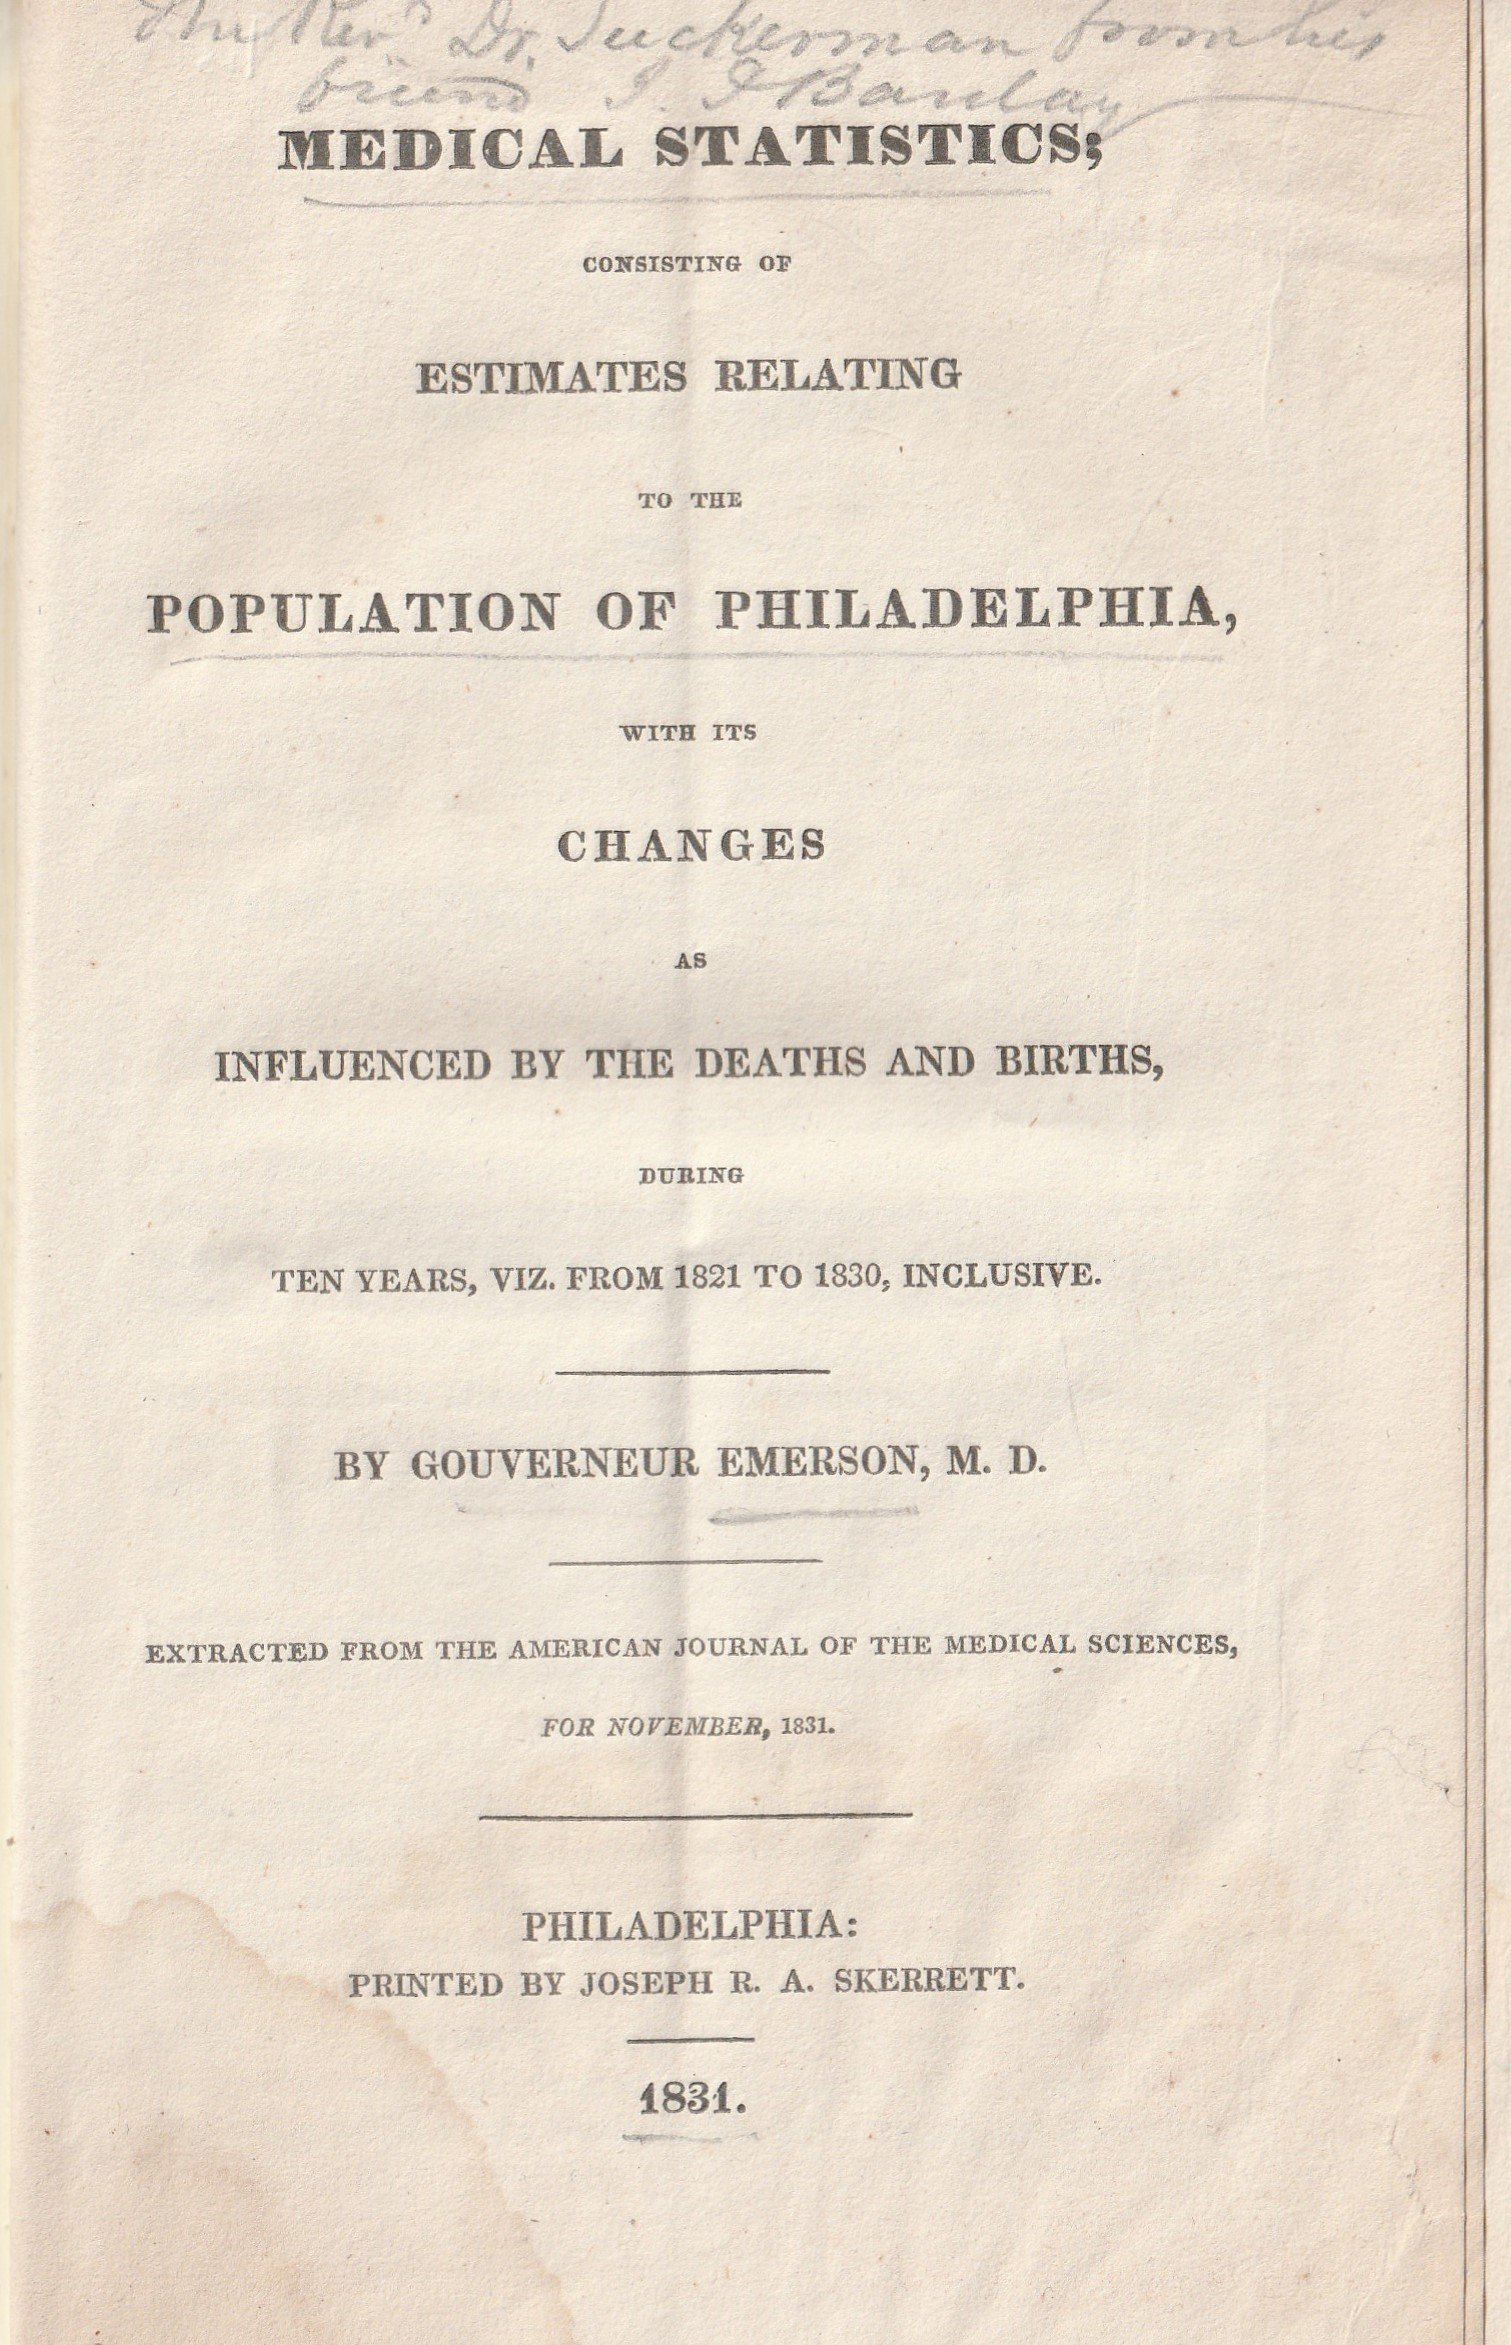 The Revd Dr. Tuckerman from his
friend J. J. Barclay
MEDICAL STATISTICS;
CONSISTING OF
ESTIMATES RELATING
TO THE
POPULATION OF PHILADELPHIA,
WITH ITS
CHANGES
AS
INFLUENCED BY THE DEATHS AND BIRTHS,
DURING
TEN YEARS, VIZ. FROM 1821 TO 1830, INCLUSIVE.
BY GOUVERNEUR EMERSON, M. D.
EXTRACTED FROM THE AMERICAN JOURNAL OF THE MEDICAL SCIENCES,
FOR NOVEMBER, 1831.
PHILADELPHIA:
PRINTED BY JOSEPH R. A. SKERRETT.
1831.